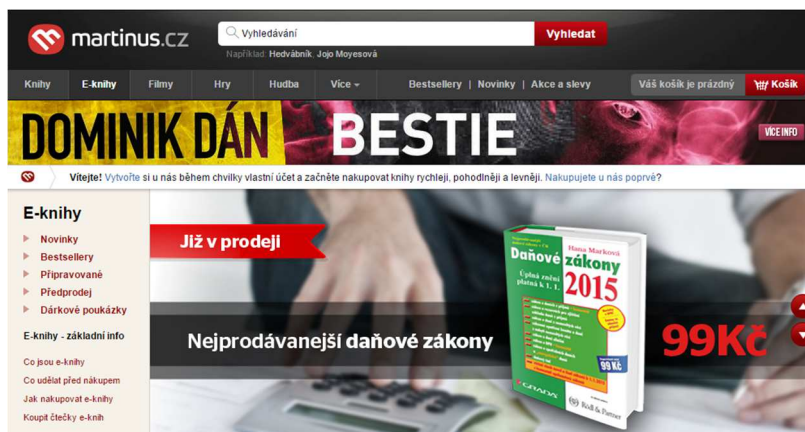 martinus.cz
Vyhledávání
Vyhledat
Například: Hedvábník, Jojo Moyesová
Knihy
E-knihy
Filmy
Hry
Hudba
Více
Bestsellery | Novinky | Akce a slevy
Váš košík je prázdný
Košík
DOMINIK DÁN
BESTIE
VÍCE INFO
Vítejte! Vytvořte si u nás během chvilky vlastní účet a začněte nakupovat knihy rychleji, pohodlněji a levněji. Nakupujete u nás poprvé?
E-knihy
Novinky
Bestsellery
Připravované
Předprodej
Dárkové poukázky
E-knihy - základní info
Co jsou e-knihy
Co udělat před nákupem
Jak nakupovat e-knihy
Koupit čtečky e-knih
Již v prodeji
Nejprodávanejší daňové zákony
Hana Marková
Daňové zákony
2015
Úplná znění
platná k 1. 1.
99 Kč
GRADA
Rödl & Partner
99Kč